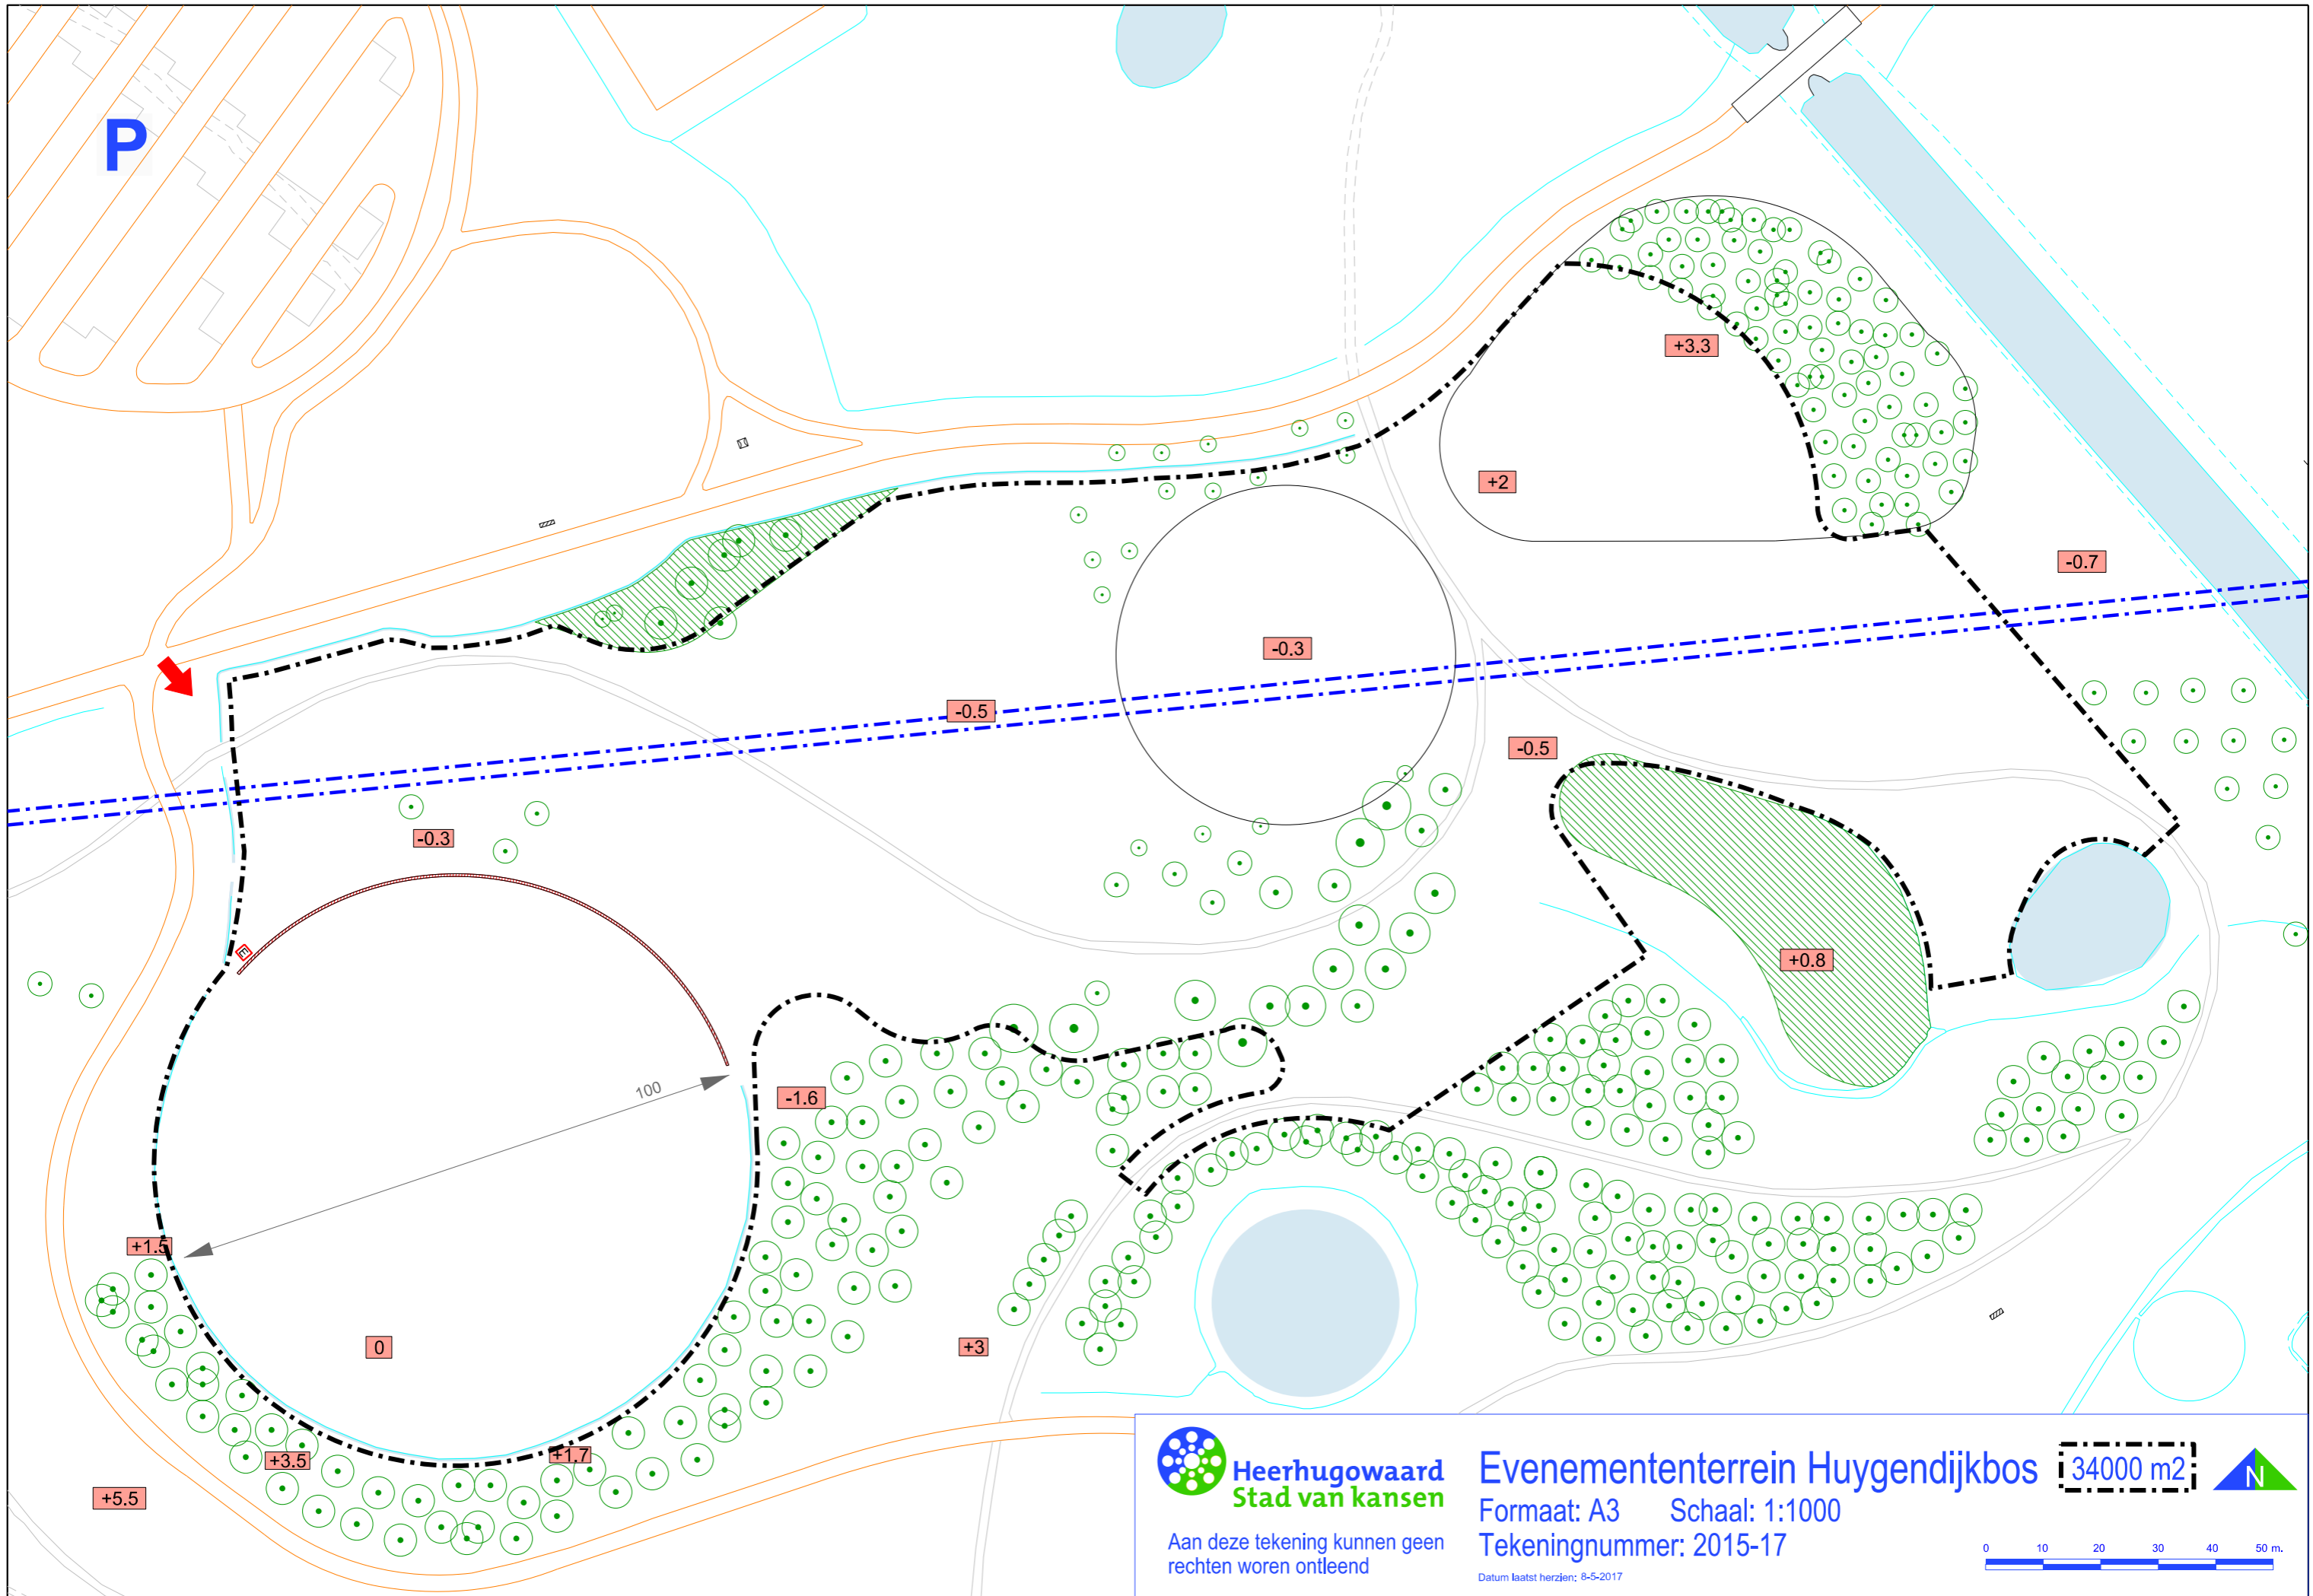 P
+3.3
+2
-0.7
-0.3
-0.5
-0.5
-0.3
E
+0.8
100
-1.6
+1.5
0
+3
+1.7
+3.5
+5.5
Heerhugowaard
Stad van kansen
Aan deze tekening kunnen geen
rechten woren ontleend
Evenemententerrein Huygendijkbos
34000 m2
N
Formaat: A3 Schaal: 1:1000
Tekeningnummer: 2015-17
Datum laatst herzien: 8-5-2017
0 10 20 30 40 50 m.